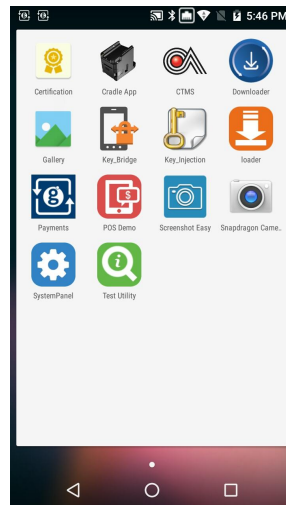 5:46 PM
Certification Cradle App CTMS Downloader
Gallery Key_Bridge Key_Injection loader
Payments POS Demo Screenshot Easy Snapdragon Came..
SystemPanel Test Utility